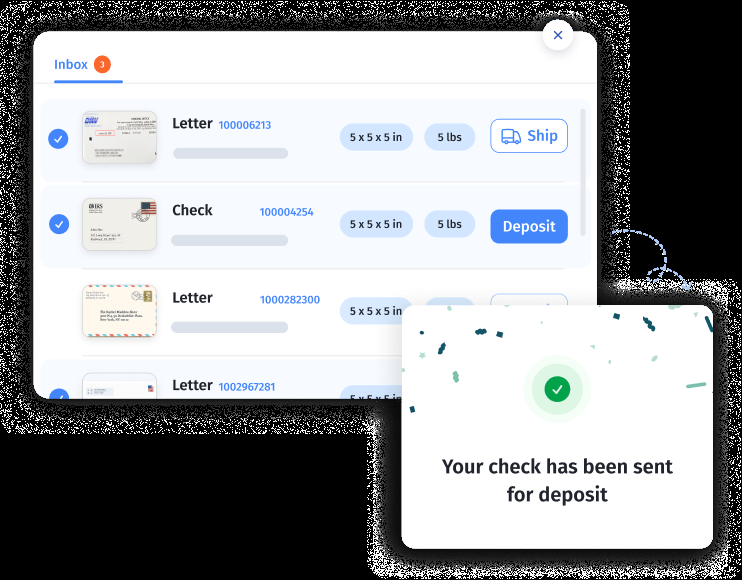 Inbox 3
Letter 100006213
5 x 5 x 5 in
5 lbs
Ship
IRS
Check 100004254
5 x 5 x 5 in
5 lbs
Deposit
Letter 1000282300
5 x 5 x 5 in
Letter 1002967281
5 x 5 x 5 in
Your check has been sent
for deposit